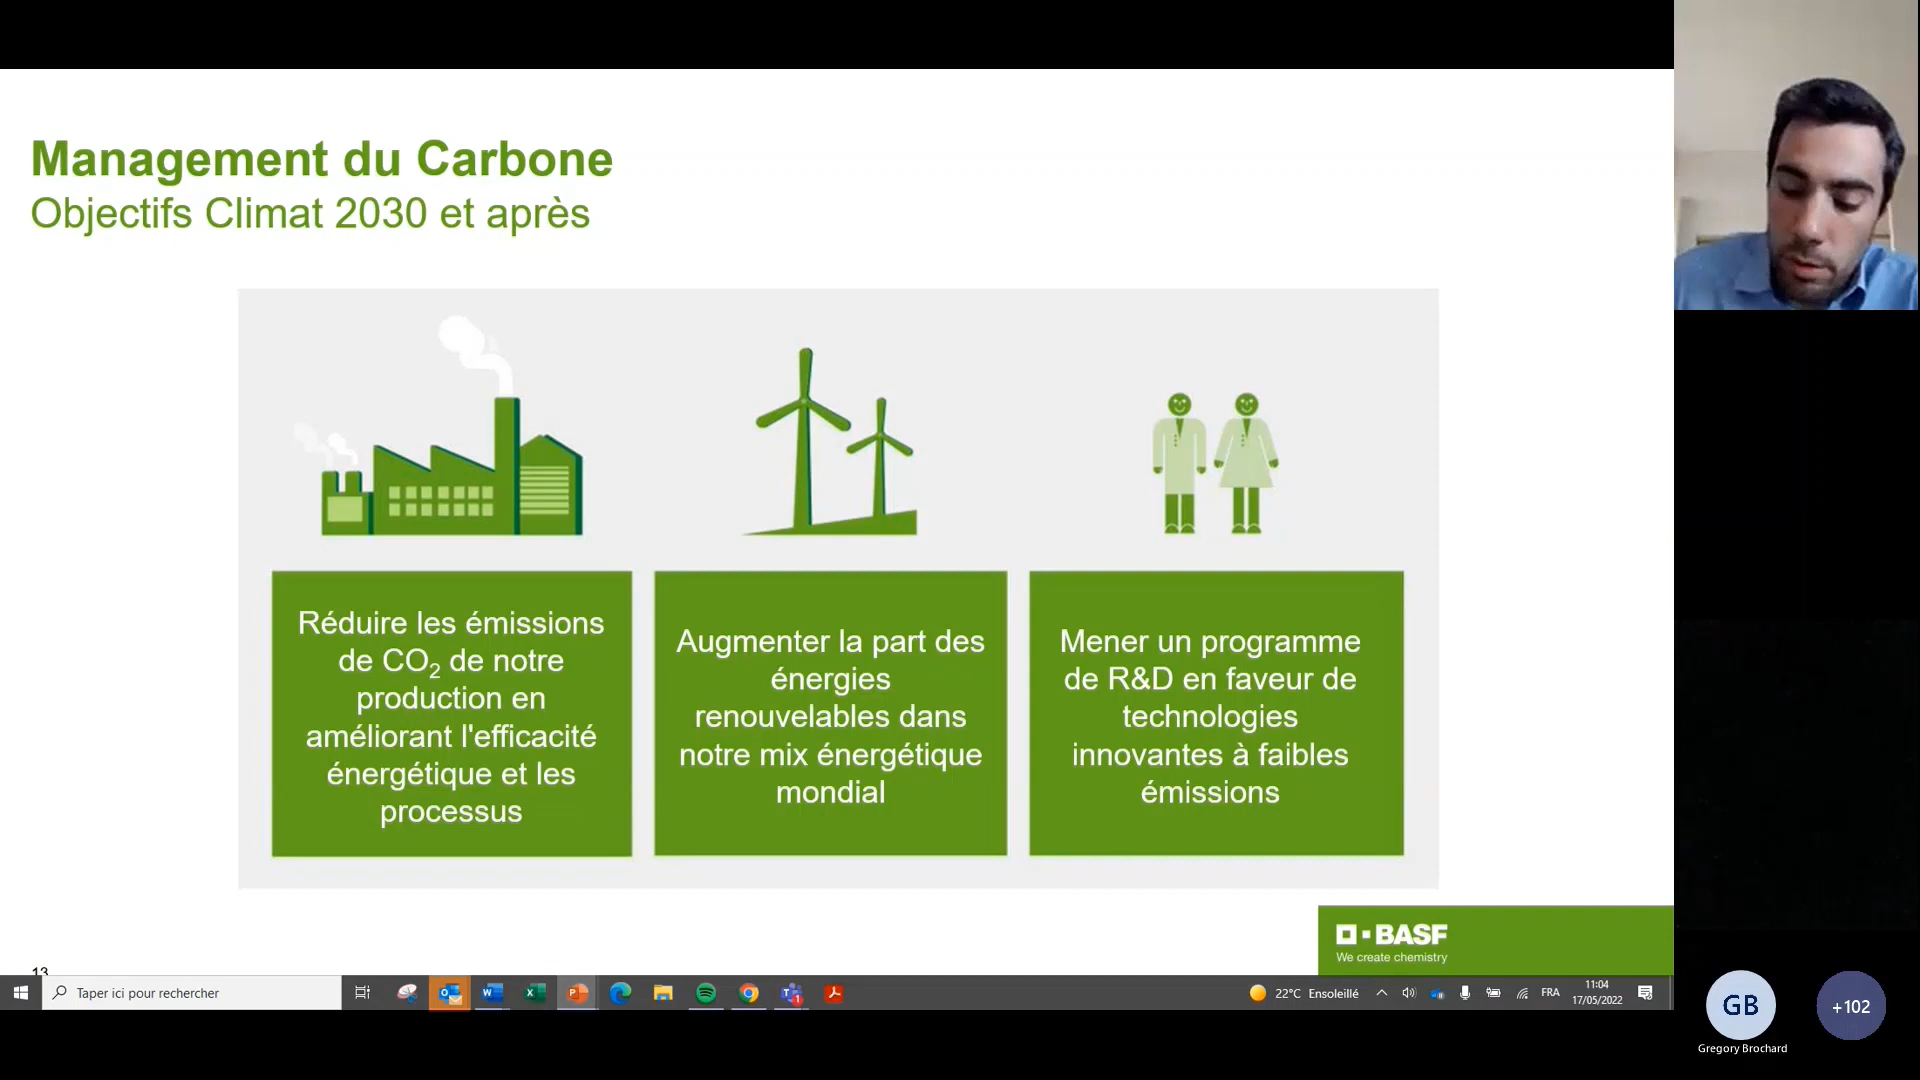 Management du Carbone
Objectifs Climat 2030 et après
Réduire les émissions
de CO₂ de notre
production en
améliorant l'efficacité
énergétique et les
processus
Augmenter la part des
énergies
renouvelables dans
notre mix énergétique
mondial
Mener un programme
de R&D en faveur de
technologies
innovantes à faibles
émissions
BASF
We create chemistry
13
Taper ici pour rechercher
22°C Ensoleillé
FRA
11:04
17/05/2022
GB
+102
Gregory Brochard